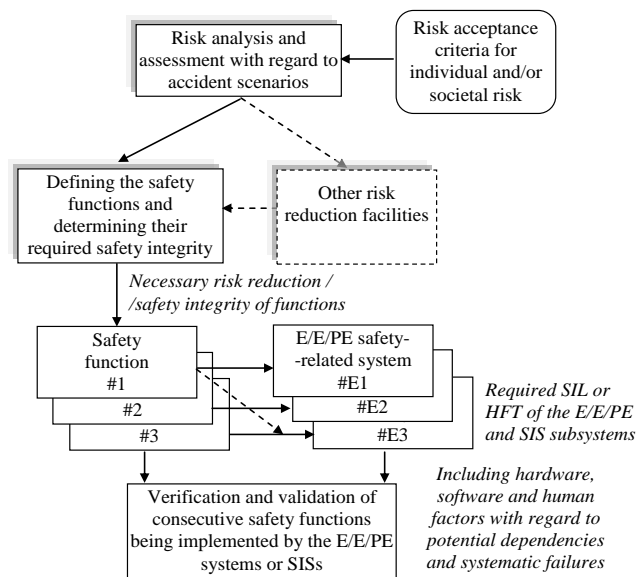 Risk analysis and
assessment with regard to
accident scenarios
Risk acceptance
criteria for
individual and/or
societal risk
Defining the safety
functions and
determining their
required safety integrity
Other risk
reduction facilities
Necessary risk reduction /
/safety integrity of functions
Safety
function
#1
#2
#3
E/E/PE safety-
-related system
#E1
#E2
#E3
Required SIL or
HFT of the E/E/PE
and SIS subsystems
Verification and validation of
consecutive safety functions
being implemented by the E/E/PE
systems or SISs
Including hardware,
software and human
factors with regard to
potential dependencies
and systematic failures